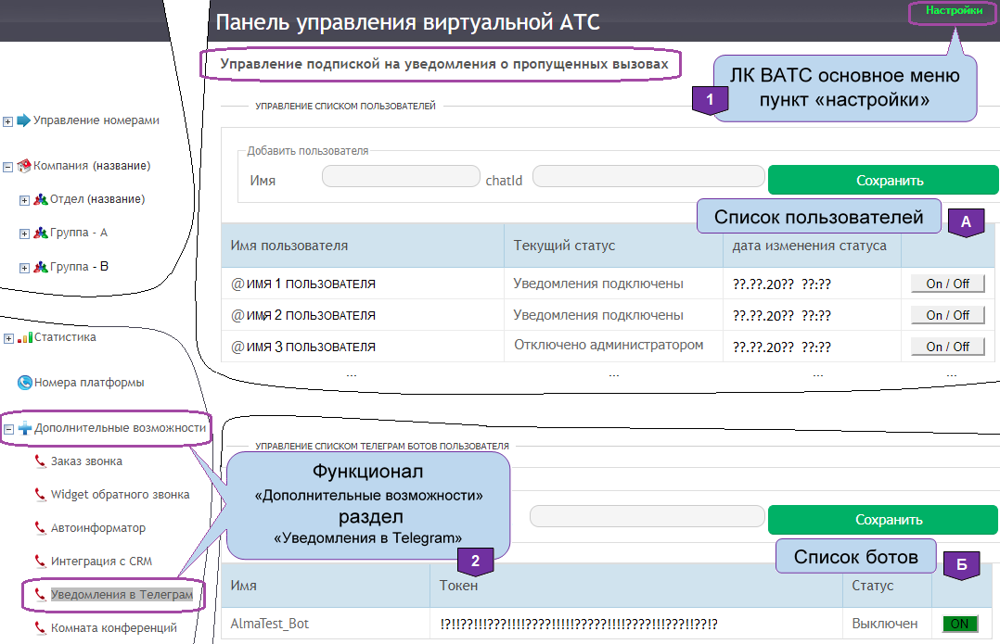 Панель управления виртуальной АТС
Настройки
Управление подпиской на уведомления о пропущенных вызовах
ЛК ВАТС основное меню
пункт «настройки»
1
УПРАВЛЕНИЕ СПИСКОМ ПОЛЬЗОВАТЕЛЕЙ
Добавить пользователя
Имя chatId Сохранить
Список пользователей А
Имя пользователя Текущий статус дата изменения статуса
@ИМЯ 1 ПОЛЬЗОВАТЕЛЯ Уведомления подключены ??.??.20?? ??:?? On / Off
@ИМЯ 2 ПОЛЬЗОВАТЕЛЯ Уведомления подключены ??.??.20?? ??:?? On / Off
@ИМЯ 3 ПОЛЬЗОВАТЕЛЯ Отключено администратором ??.??.20?? ??:?? On / Off
... ... ... ...
Управление номерами
Компания (название)
Отдел (название)
Группа - А
Группа - В
Статистика
Номера платформы
Дополнительные возможности
Заказ звонка
Widget обратного звонка
Автоинформатор
Интеграция с CRM
Уведомления в Телеграм
Комната конференций
УПРАВЛЕНИЕ СПИСКОМ ТЕЛЕГРАМ БОТОВ ПОЛЬЗОВАТЕЛЯ
Функционал
«Дополнительные возможности»
раздел
«Уведомления в Telegram»
2
Сохранить
Список ботов Б
Имя Токен Статус
AlmaTest_Bot !?!!??!!!???!!!!????!!!!!?????!!!!????!!!???!!??!? Выключен ON